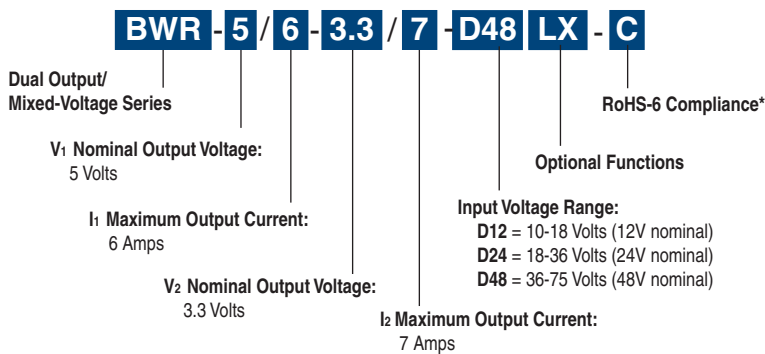 BWR - 5 / 6 - 3.3 / 7 - D48 LX - C
Dual Output/
Mixed-Voltage Series
RoHS-6 Compliance*
V1 Nominal Output Voltage:
5 Volts
Optional Functions
I1 Maximum Output Current:
6 Amps
Input Voltage Range:
D12 = 10-18 Volts (12V nominal)
D24 = 18-36 Volts (24V nominal)
D48 = 36-75 Volts (48V nominal)
V2 Nominal Output Voltage:
3.3 Volts
I2 Maximum Output Current:
7 Amps